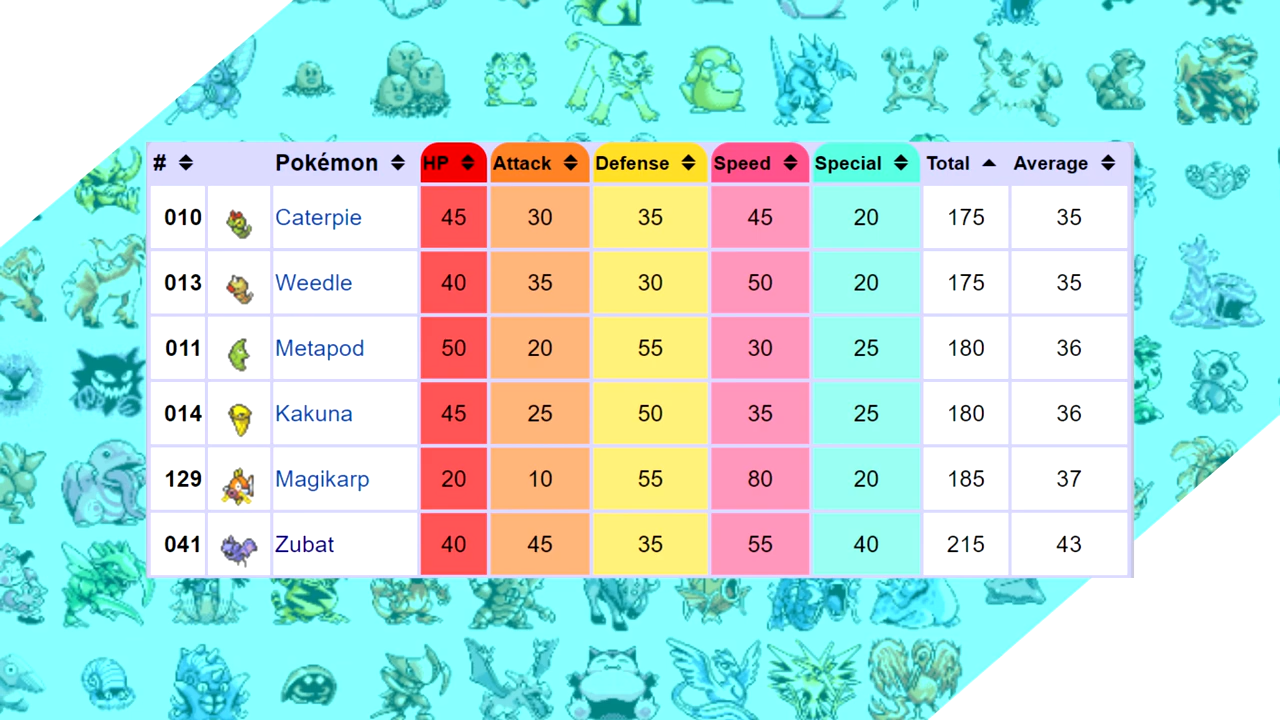 # Pokémon HP Attack Defense Speed Special Total Average
010 Caterpie 45 30 35 45 20 175 35
013 Weedle 40 35 30 50 20 175 35
011 Metapod 50 20 55 30 25 180 36
014 Kakuna 45 25 50 35 25 180 36
129 Magikarp 20 10 55 80 20 185 37
041 Zubat 40 45 35 55 40 215 43